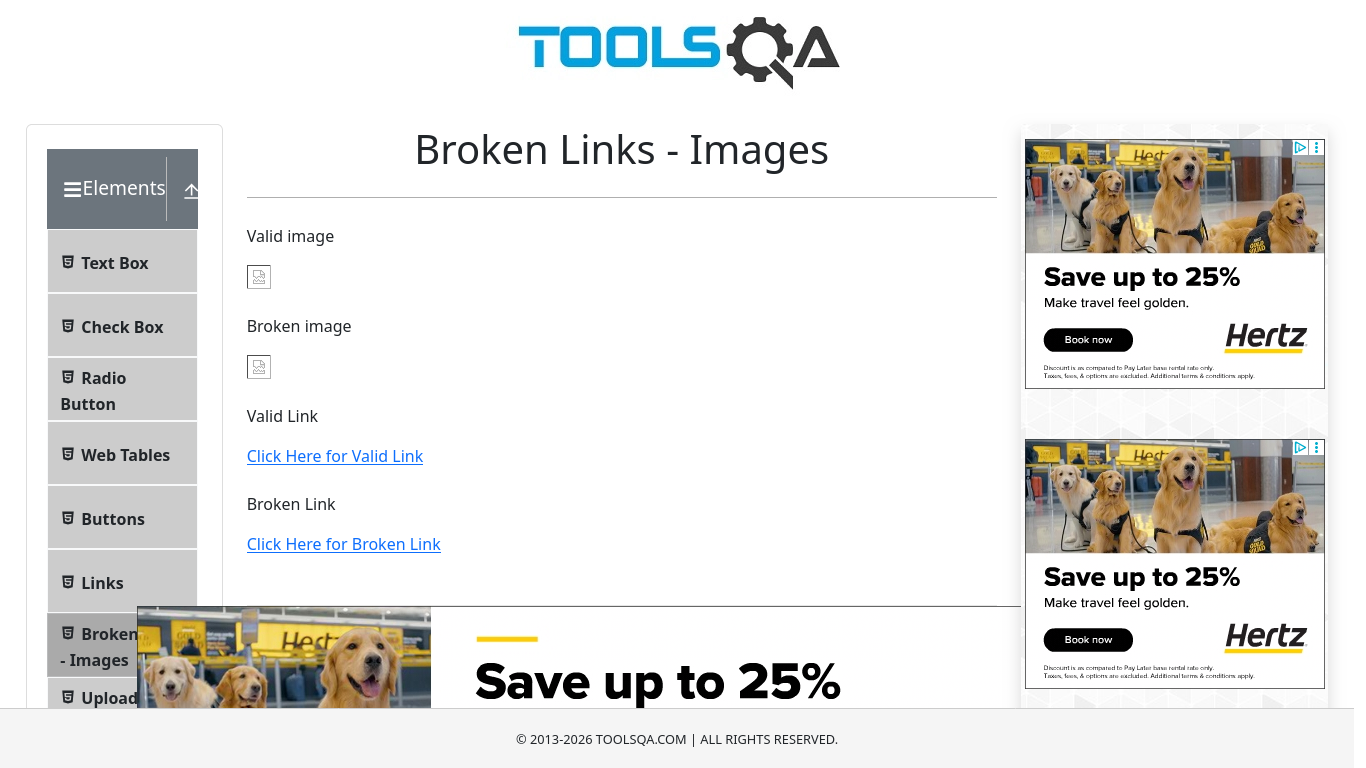 TOOLSQA
Elements
Text Box
Check Box
Radio
Button
Web Tables
Buttons
Links
Broken
- Images
Upload
Broken Links - Images
Valid image
Broken image
Valid Link
Click Here for Valid Link
Broken Link
Click Here for Broken Link
Hertz
Save up to 25%
Make travel feel golden.
Book now
Hertz
Discount is as compared to Pay Later base rental rate only.
Taxes, fees, & options are excluded. Additional terms & conditions apply.
Hertz
Save up to 25%
Make travel feel golden.
Book now
Hertz
Discount is as compared to Pay Later base rental rate only.
Taxes, fees, & options are excluded. Additional terms & conditions apply.
Hertz
Save up to 25%
© 2013-2026 TOOLSQA.COM | ALL RIGHTS RESERVED.